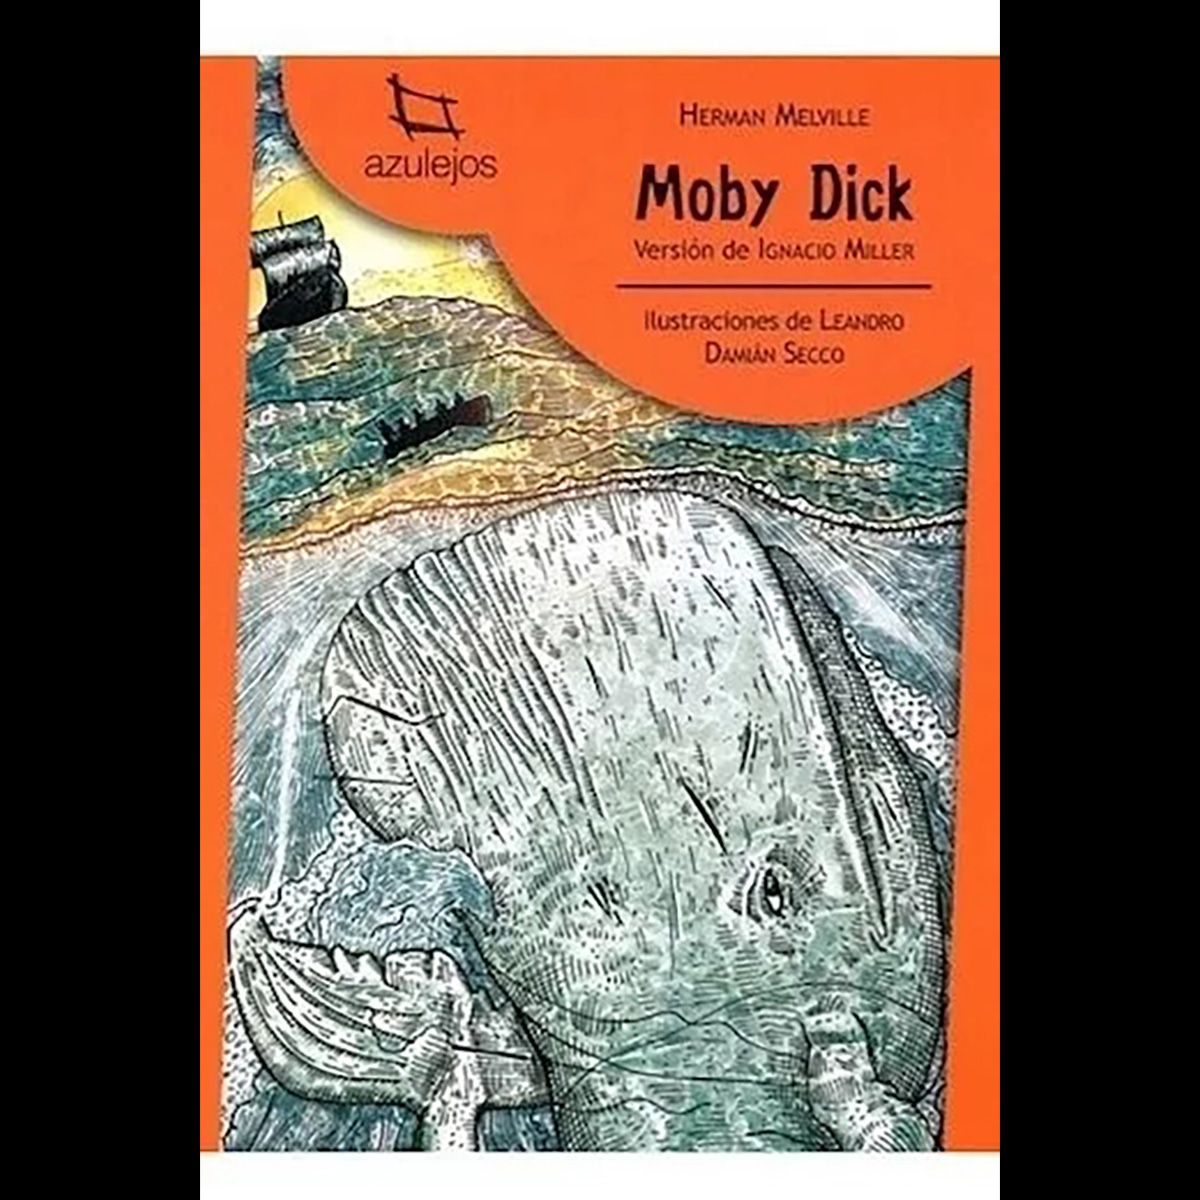 azulejos
HERMAN MELVILLE
Moby Dick
Versión de IGNACIO MILLER
Ilustraciones de LEANDRO
DAMIÁN SECCO